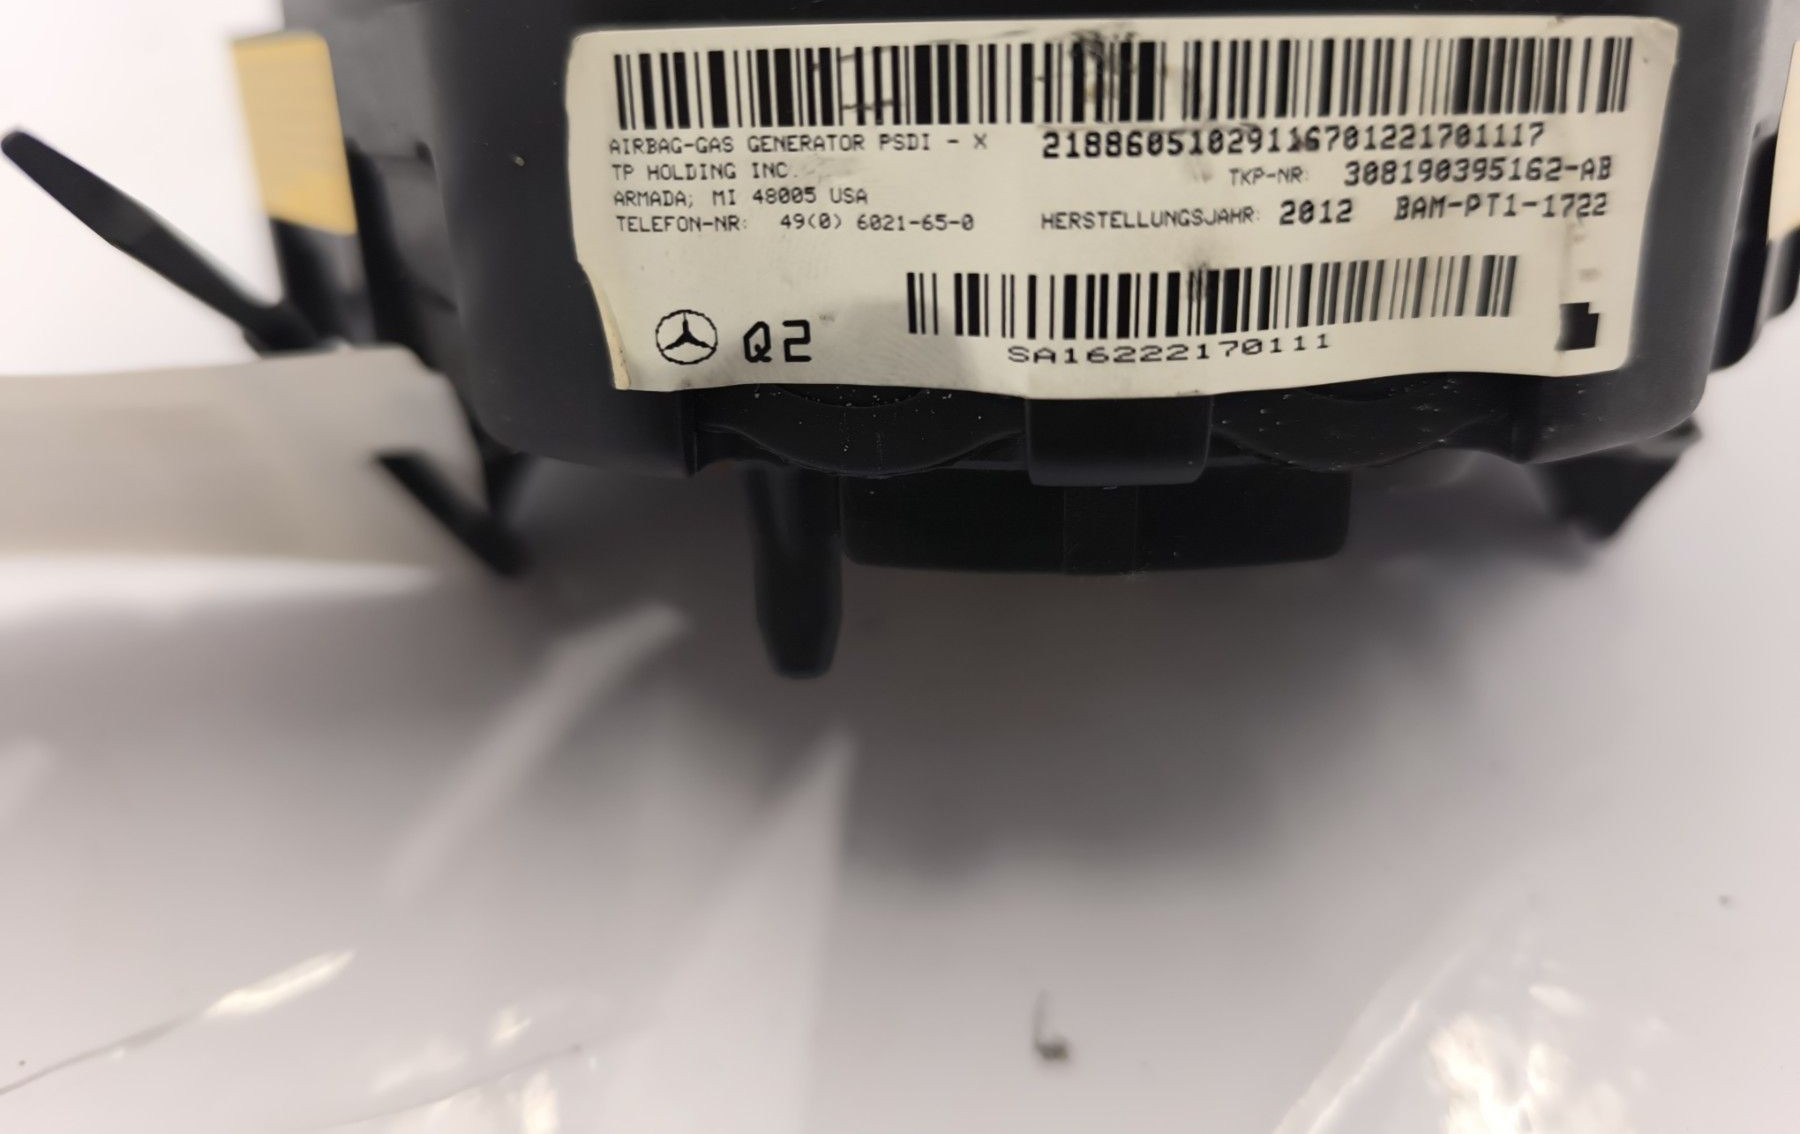 AIRBAG-GAS GENERATOR PSDI - X
21886051029116701221701117
TP HOLDING INC.
TKP-NR: 308190395162-AB
ARMADA; MI 48005 USA
TELEFON-NR: 49(0) 6021-65-0
HERSTELLUNGSJAHR: 2012 BAM-PT1-1722
Q2
SA16222170111